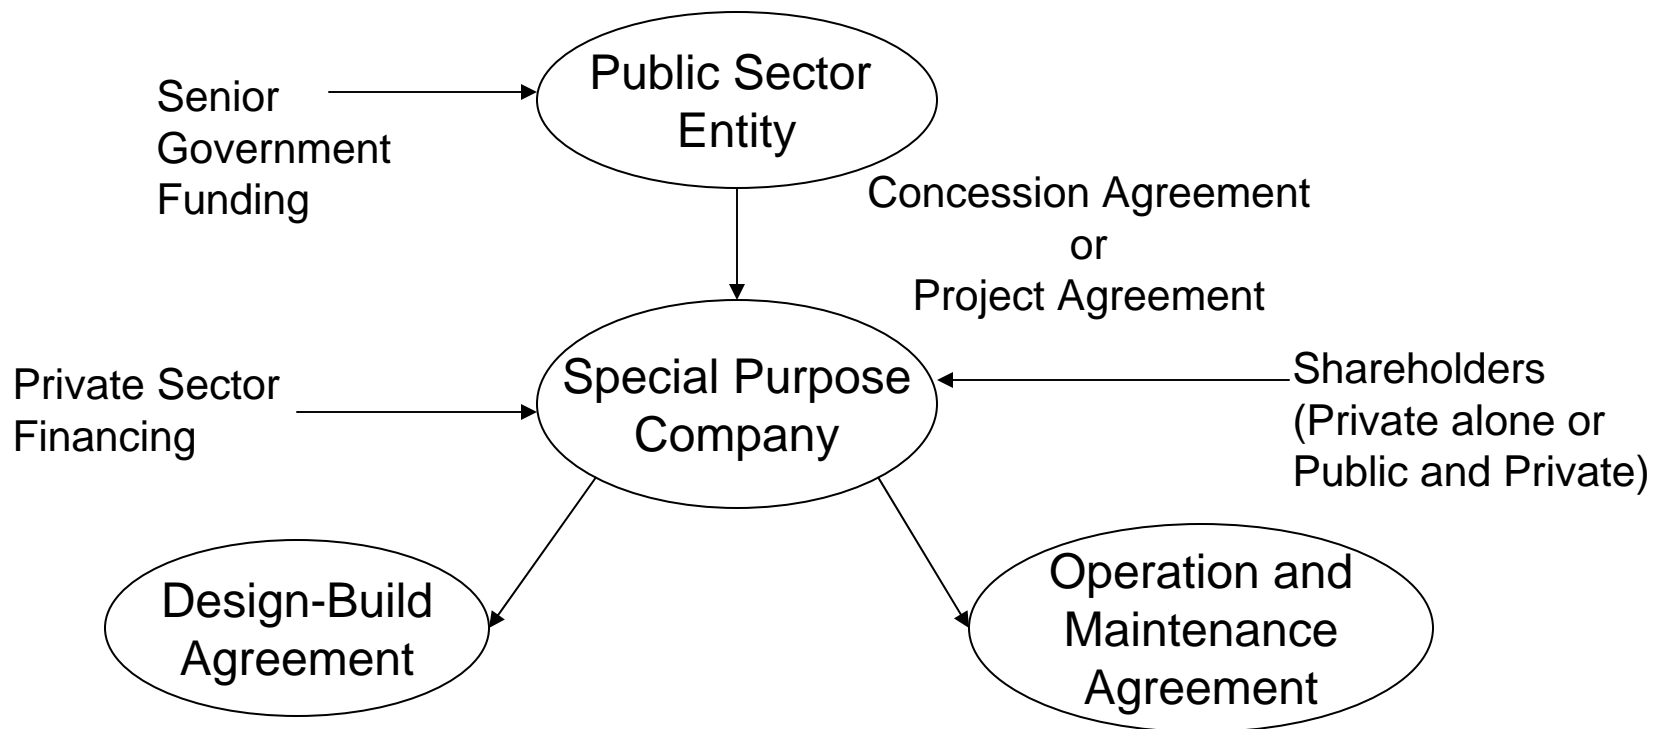 Public Sector
Entity
Senior
Government
Funding
Concession Agreement
or
Project Agreement
Private Sector
Financing
Special Purpose
Company
Shareholders
(Private alone or
Public and Private)
Design-Build
Agreement
Operation and
Maintenance
Agreement